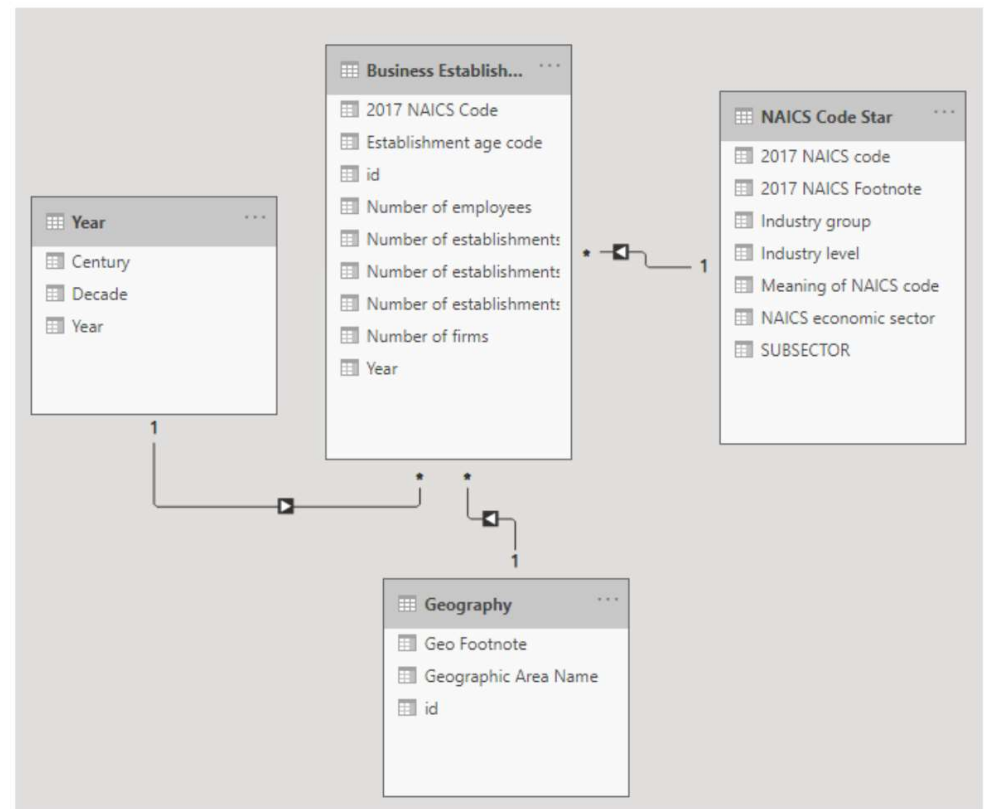 Business Establish...
2017 NAICS Code
Establishment age code
id
Number of employees
Number of establishments
Number of establishments
Number of establishments
Number of firms
Year
NAICS Code Star
2017 NAICS code
2017 NAICS Footnote
Industry group
Industry level
Meaning of NAICS code
NAICS economic sector
SUBSECTOR
Year
Century
Decade
Year
*
1
1
*
*
1
Geography
Geo Footnote
Geographic Area Name
id